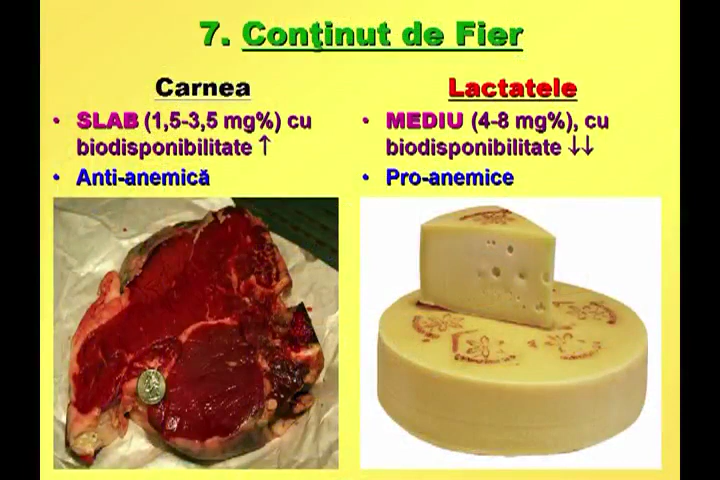 7. Conţinut de Fier
Carnea
• SLAB (1,5-3,5 mg%) cu
biodisponibilitate ↑
• Anti-anemică
Lactatele
• MEDIU (4-8 mg%), cu
biodisponibilitate ↓↓
• Pro-anemice